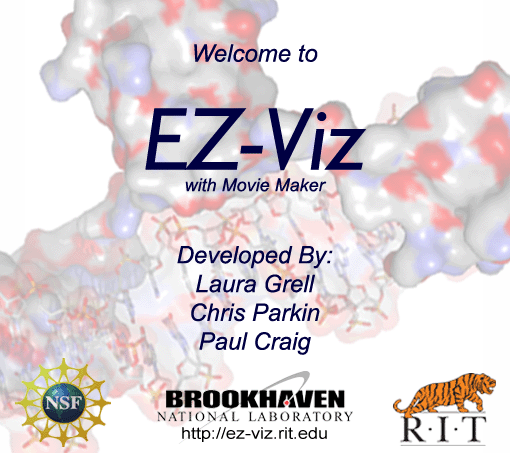 Welcome to
EZ-Viz
with Movie Maker
Developed By:
Laura Grell
Chris Parkin
Paul Craig
NSF
BROOKHAVEN
NATIONAL LABORATORY
http://ez-viz.rit.edu
R·I·T